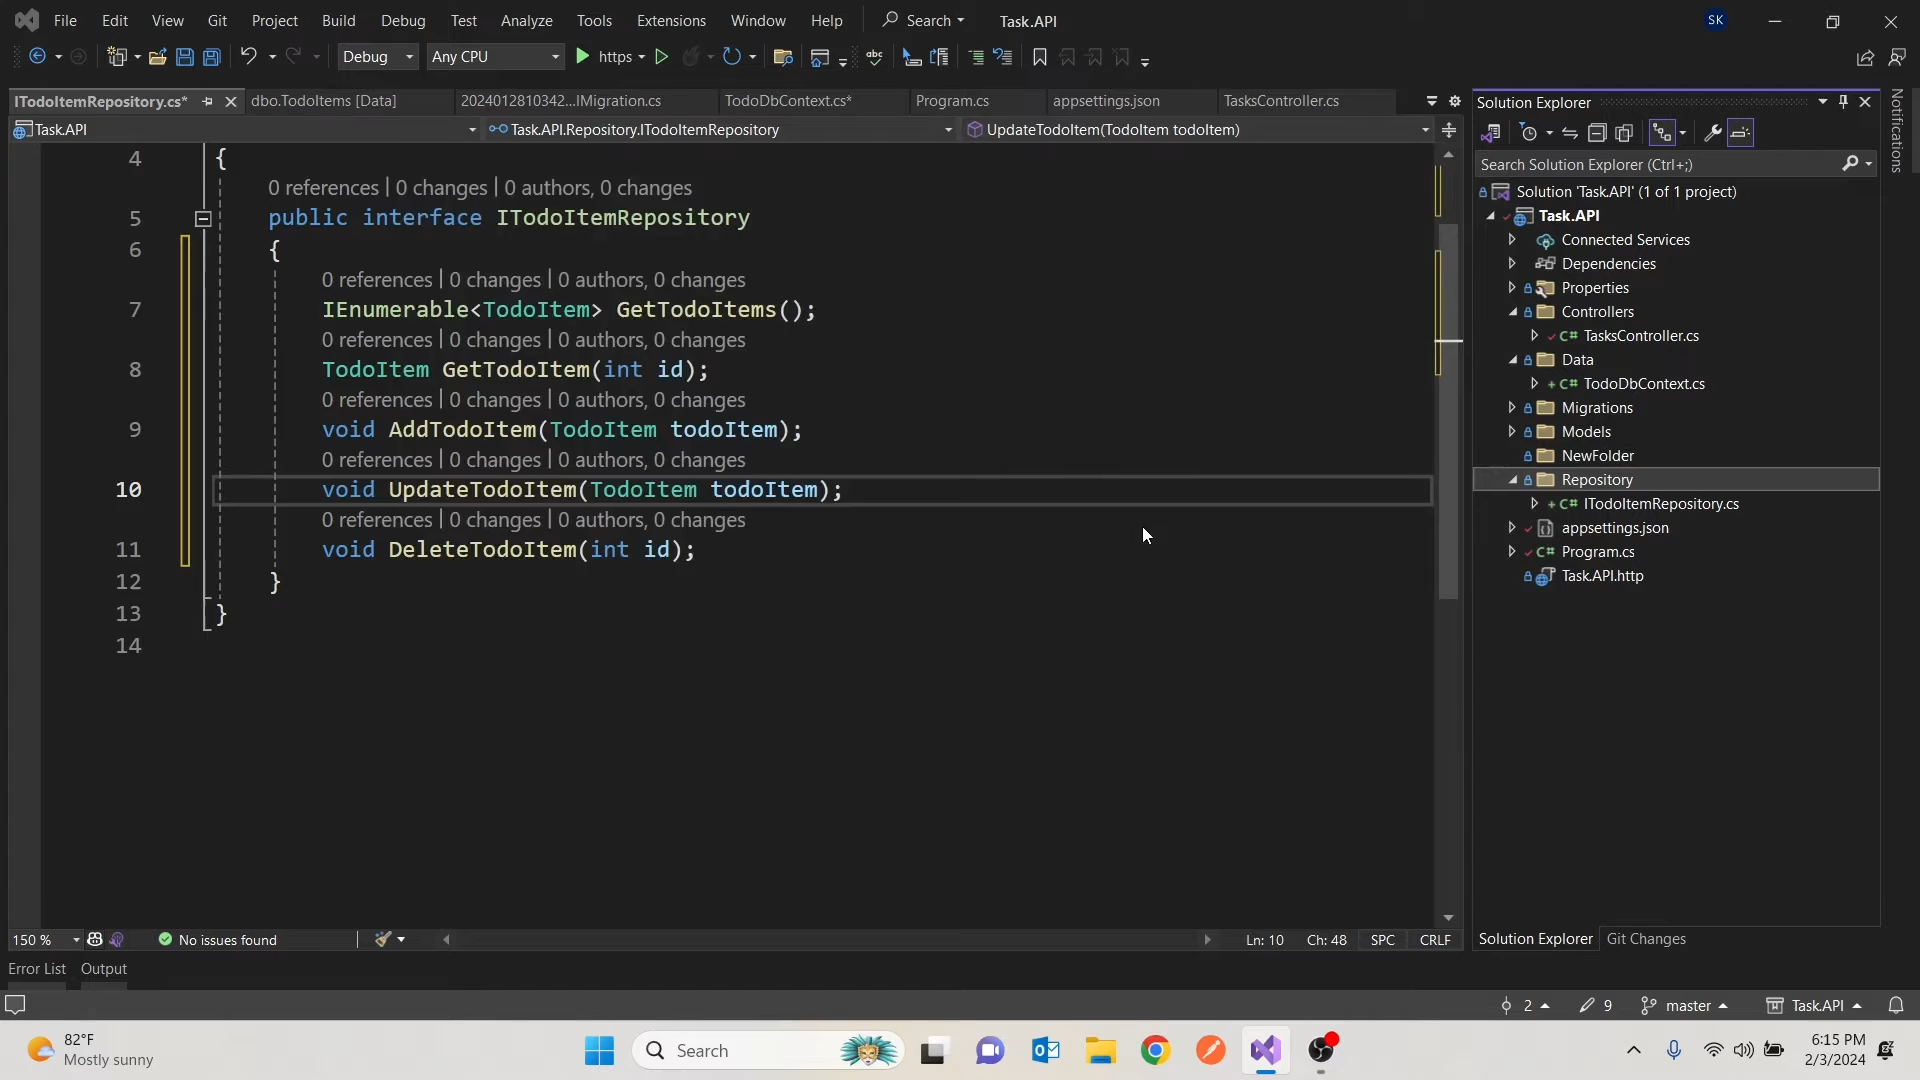 File Edit View Git Project Build Debug Test Analyze Tools Extensions Window Help Search Task.API SK
Debug Any CPU https abc
ITodoItemRepository.cs* dbo.TodoItems [Data] 2024012810342...IMigration.cs TodoDbContext.cs* Program.cs appsettings.json TasksController.cs
Task.API Task.API.Repository.ITodoItemRepository UpdateTodoItem(TodoItem todoItem)
4 {
0 references | 0 changes | 0 authors, 0 changes
5 public interface ITodoItemRepository
6 {
0 references | 0 changes | 0 authors, 0 changes
7 IEnumerable<TodoItem> GetTodoItems();
0 references | 0 changes | 0 authors, 0 changes
8 TodoItem GetTodoItem(int id);
0 references | 0 changes | 0 authors, 0 changes
9 void AddTodoItem(TodoItem todoItem);
0 references | 0 changes | 0 authors, 0 changes
10 void UpdateTodoItem(TodoItem todoItem);
0 references | 0 changes | 0 authors, 0 changes
11 void DeleteTodoItem(int id);
12 }
13 }
14
150 % No issues found Ln: 10 Ch: 48 SPC CRLF
Solution Explorer
Search Solution Explorer (Ctrl+;)
Solution 'Task.API' (1 of 1 project)
Task.API
Connected Services
Dependencies
Properties
Controllers
C# TasksController.cs
Data
C# TodoDbContext.cs
Migrations
Models
NewFolder
Repository
C# ITodoItemRepository.cs
appsettings.json
C# Program.cs
Task.API.http
Solution Explorer Git Changes
Notifications
Error List Output
2 9 master Task.API
82°F
Mostly sunny
Search
6:15 PM
2/3/2024